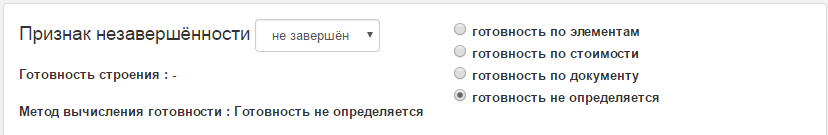 Признак незавершённости не завершён
Готовность строения : -
Метод вычисления готовности : Готовность не определяется
готовность по элементам
готовность по стоимости
готовность по документу
готовность не определяется